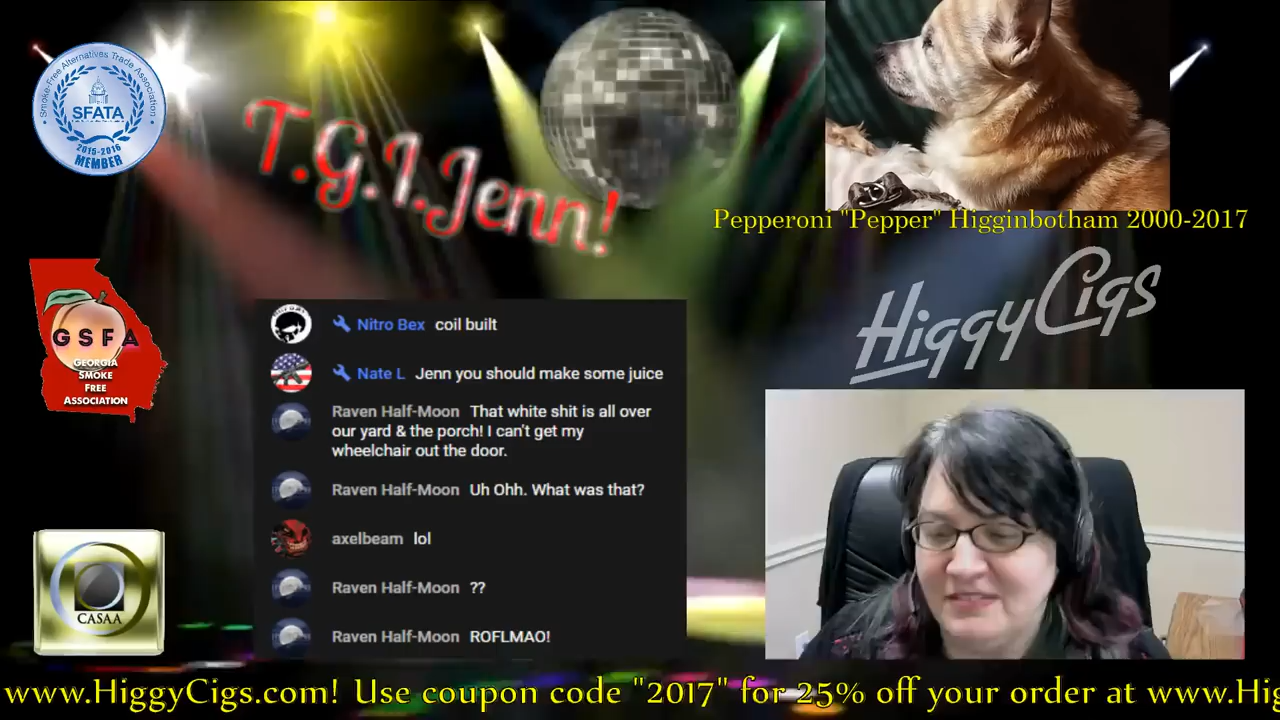 Smoke-Free Alternatives Trade Association
SFATA
2015-2016
MEMBER
T.G.I.Jenn!
Pepperoni "Pepper" Higginbotham 2000-2017
GSFA
GEORGIA
SMOKE
FREE
ASSOCIATION
HiggyCigs
Nitro Bex coil built
Nate L Jenn you should make some juice
Raven Half-Moon That white shit is all over
our yard & the porch! I can't get my
wheelchair out the door.
Raven Half-Moon Uh Ohh. What was that?
axelbeam lol
Raven Half-Moon ??
Raven Half-Moon ROFLMAO!
CASAA
www.HiggyCigs.com! Use coupon code "2017" for 25% off your order at www.Hig